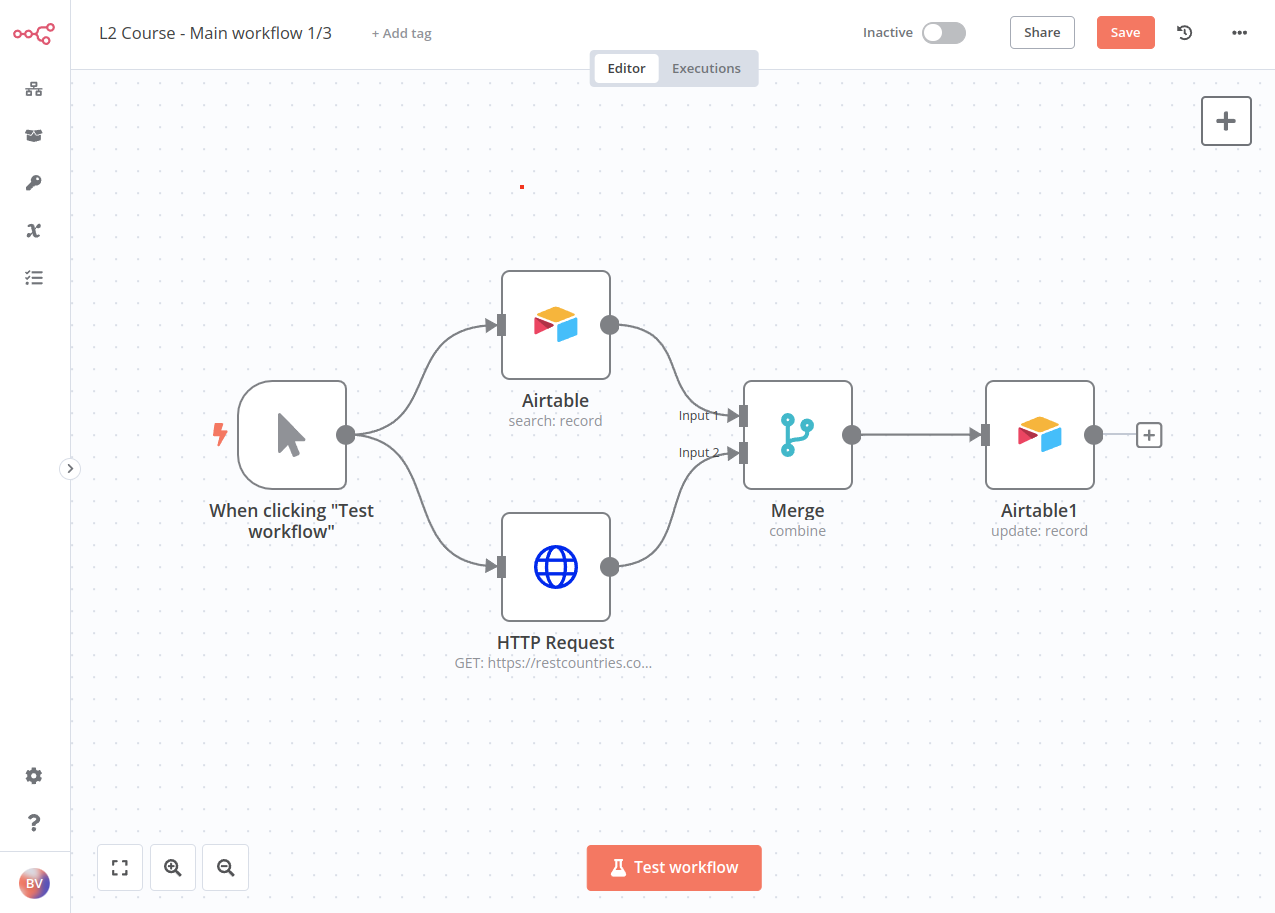 L2 Course - Main workflow 1/3
+ Add tag
Inactive
Share
Save
Editor
Executions
Airtable
search: record
Input 1
Input 2
When clicking "Test
workflow"
Merge
combine
Airtable1
update: record
HTTP Request
GET: https://restcountries.co...
Test workflow
BV